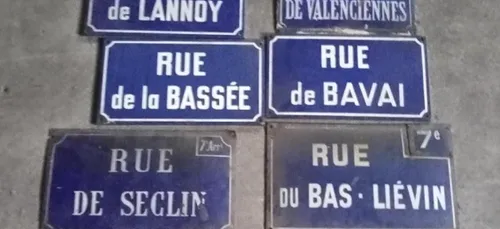 de LANNOY
DE VALENCIENNES
RUE
de la BASSÉE
RUE
de BAVAI
7e Arrt
RUE
DE SECLIN
7e
RUE
DU BAS - LIÉVIN